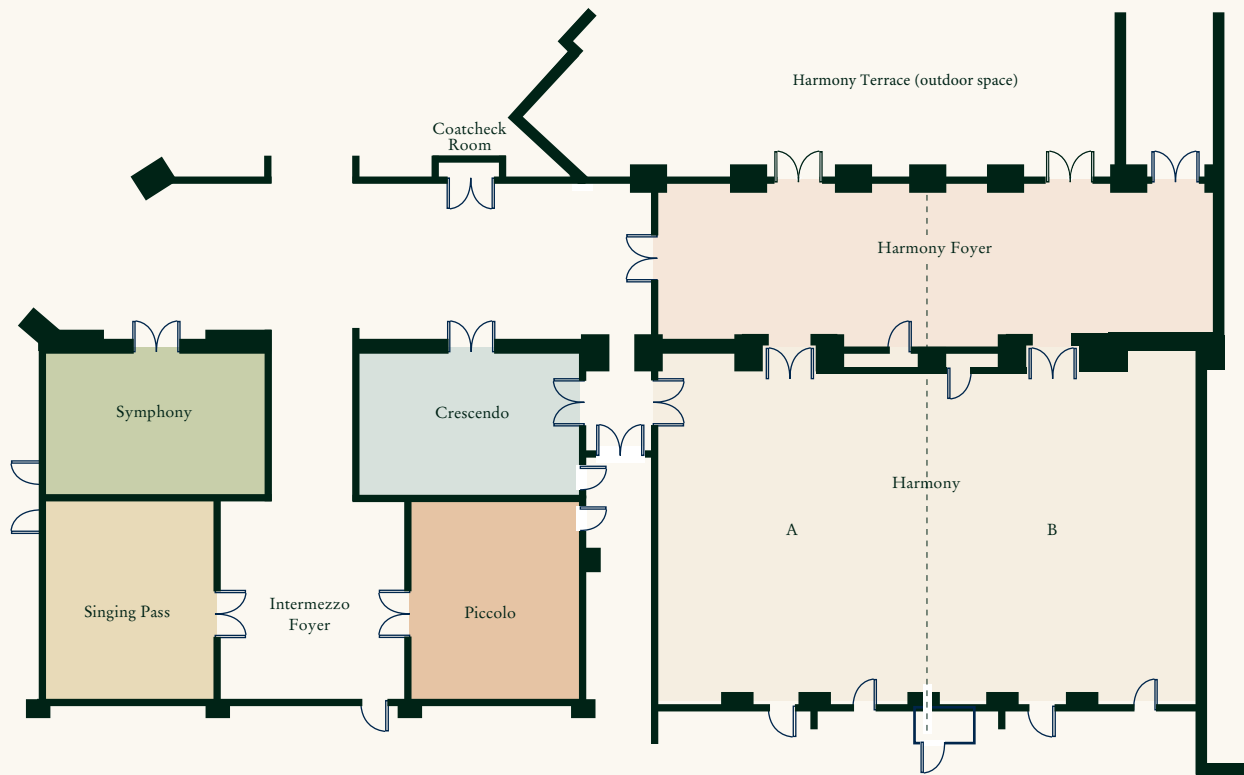 Harmony Terrace (outdoor space)
Coatcheck
Room
Harmony Foyer
Symphony
Crescendo
Harmony
A
B
Singing Pass
Intermezzo
Foyer
Piccolo